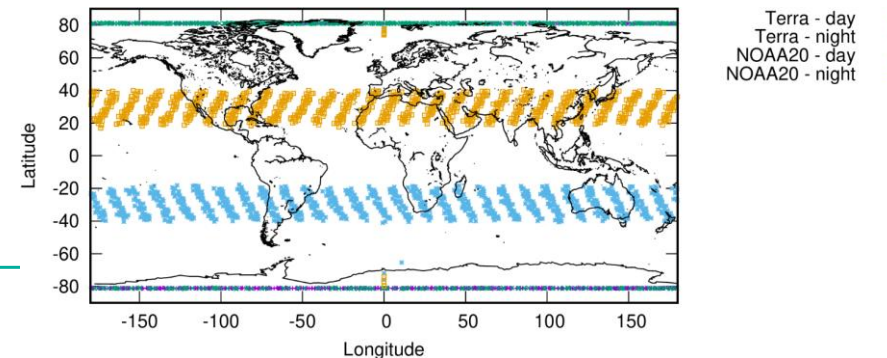 80
60
40
20
0
-20
-40
-60
-80
Latitude
-150 -100 -50 0 50 100 150
Longitude
Terra - day
Terra - night
NOAA20 - day
NOAA20 - night